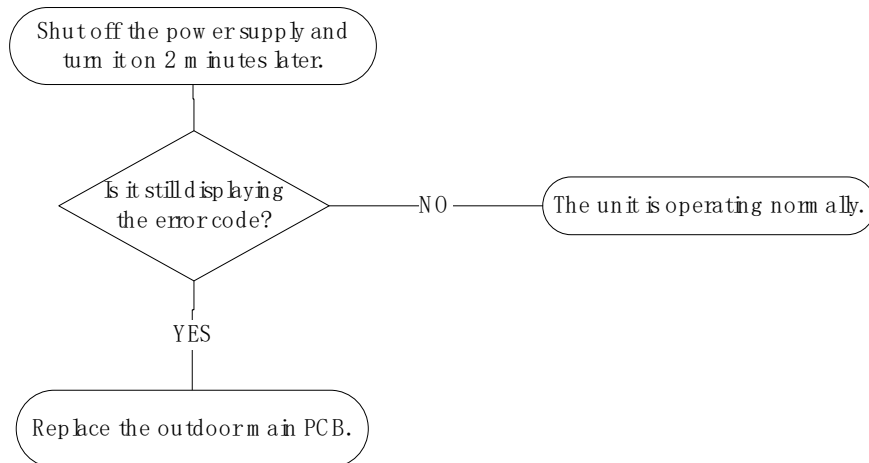 Shut off the power supply and
turn it on 2 minutes later.
Is it still displaying
the error code?
NO
The unit is operating normally.
YES
Replace the outdoor main PCB.